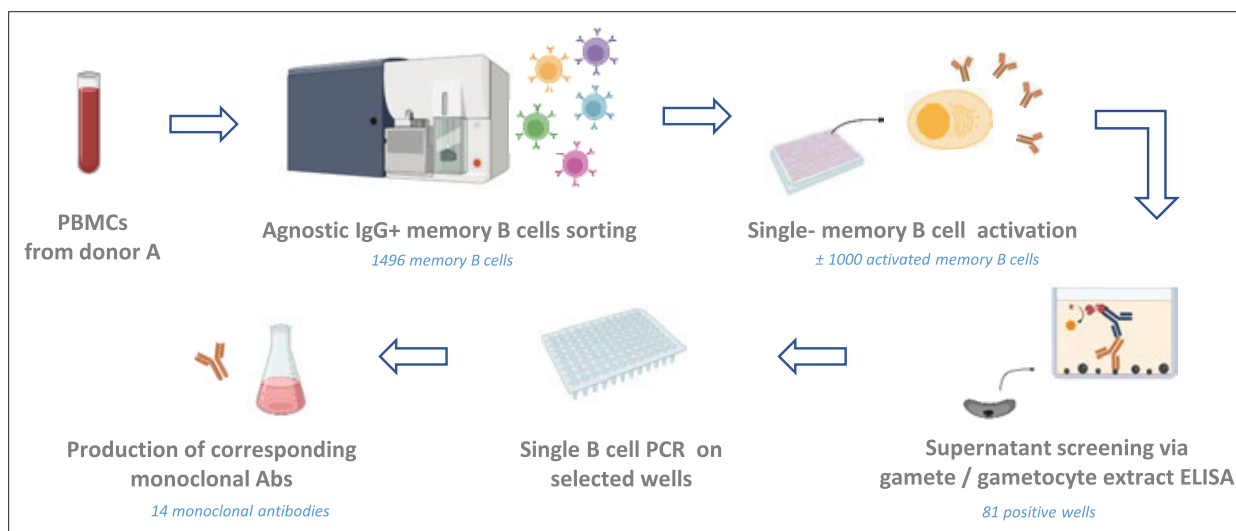 PBMCs
from donor A
Agnostic IgG+ memory B cells sorting
1496 memory B cells
Single- memory B cell activation
± 1000 activated memory B cells
Supernatant screening via
gamete / gametocyte extract ELISA
81 positive wells
Single B cell PCR on
selected wells
Production of corresponding
monoclonal Abs
14 monoclonal antibodies